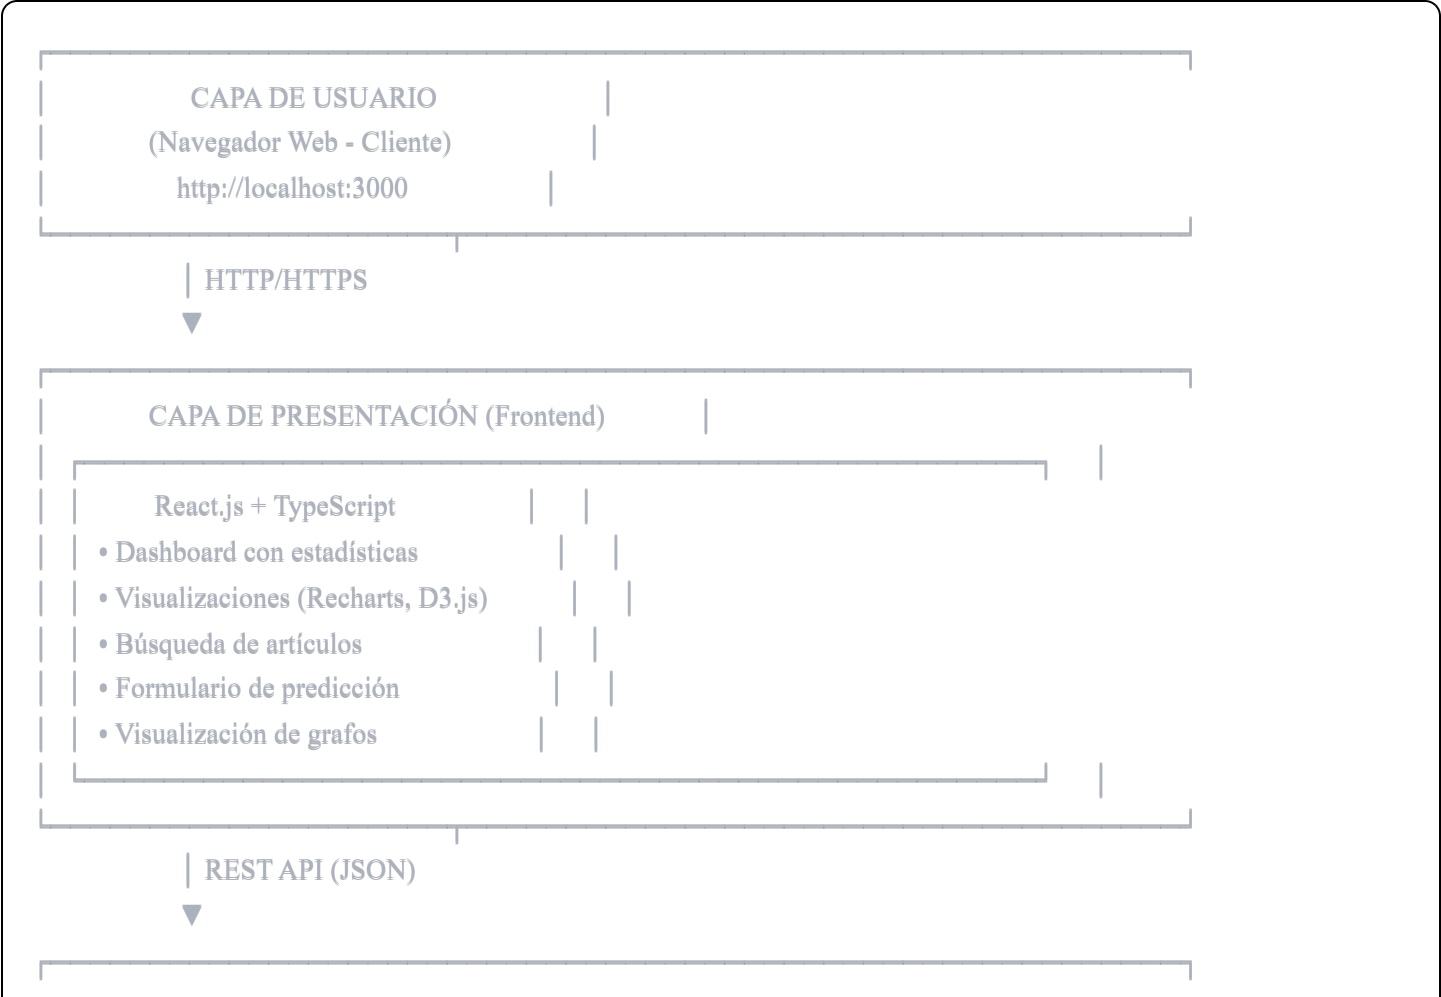 CAPA DE USUARIO
(Navegador Web - Cliente)
http://localhost:3000
HTTP/HTTPS
▼
CAPA DE PRESENTACIÓN (Frontend)
React.js + TypeScript
• Dashboard con estadísticas
• Visualizaciones (Recharts, D3.js)
• Búsqueda de artículos
• Formulario de predicción
• Visualización de grafos
REST API (JSON)
▼